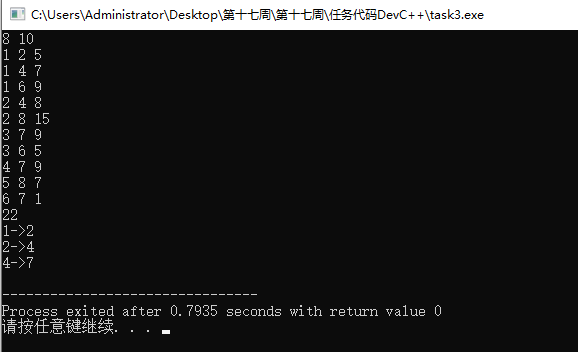 C:\Users\Administrator\Desktop\第十七周\第十七周\任务代码DevC++\task3.exe
8 10
1 2 5
1 4 7
1 6 9
2 4 8
2 8 15
3 7 9
3 6 5
4 7 9
5 8 7
6 7 1
22
1->2
2->4
4->7
--------------------------------
Process exited after 0.7935 seconds with return value 0
请按任意键继续. . .